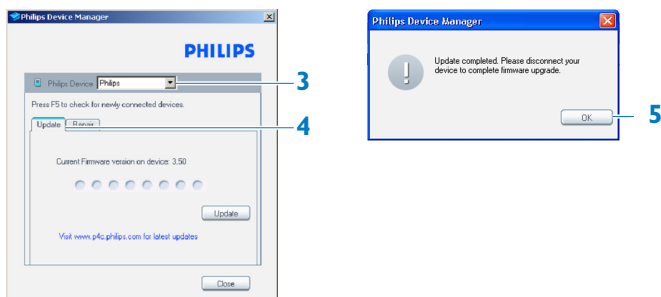 Philips Device Manager
PHILIPS
Philips Device Philips
3
Press F5 to check for newly connected devices.
Update Repair
4
Current Firmware version on device: 3.50
Update
Visit www.p4c.philips.com for latest updates
Close
Philips Device Manager
Update completed. Please disconnect your
device to complete firmware upgrade.
OK
5